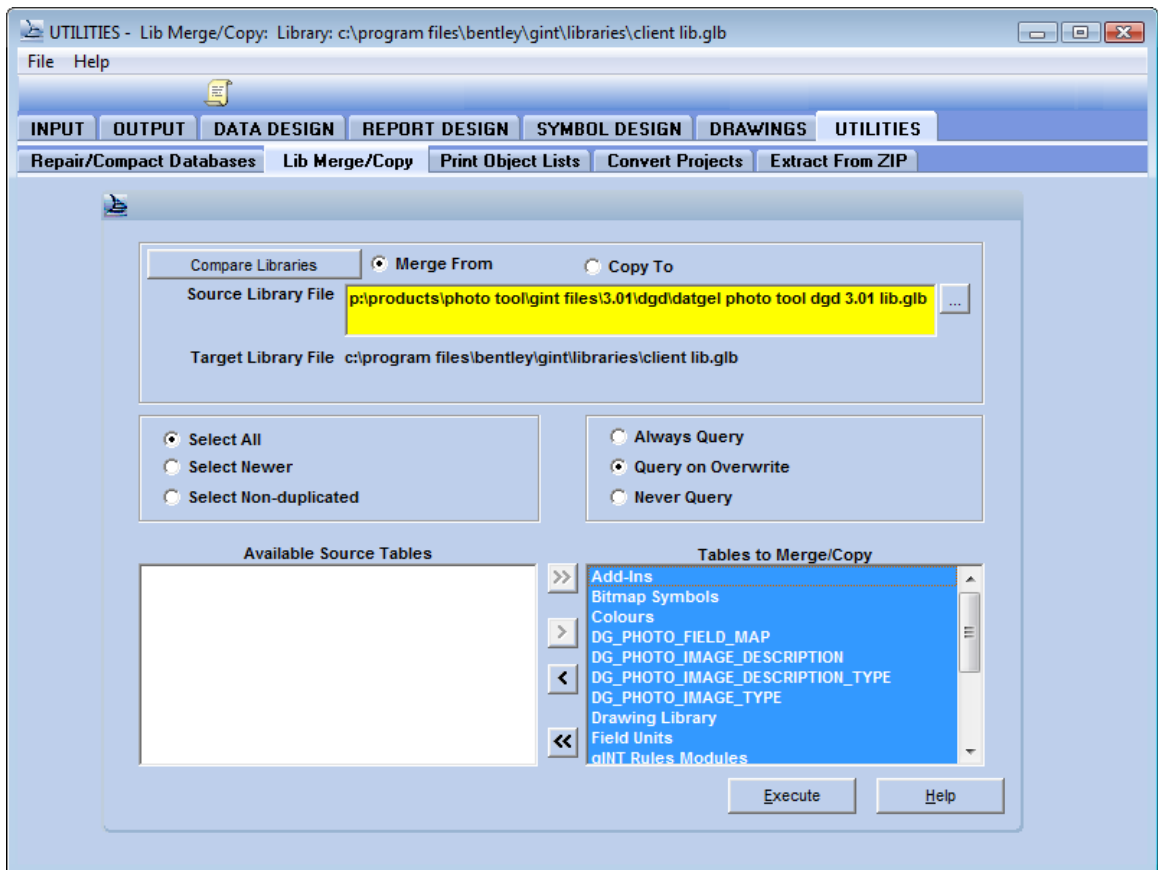 UTILITIES - Lib Merge/Copy: Library: c:\program files\bentley\gint\libraries\client lib.glb
File Help
INPUT OUTPUT DATA DESIGN REPORT DESIGN SYMBOL DESIGN DRAWINGS UTILITIES
Repair/Compact Databases Lib Merge/Copy Print Object Lists Convert Projects Extract From ZIP
Compare Libraries Merge From Copy To
Source Library File p:\products\photo tool\gint files\3.01\dgd\datgel photo tool dgd 3.01 lib.glb ...
Target Library File c:\program files\bentley\gint\libraries\client lib.glb
Select All
Select Newer
Select Non-duplicated
Always Query
Query on Overwrite
Never Query
Available Source Tables
Tables to Merge/Copy
>>
>
<
<<
Add-Ins
Bitmap Symbols
Colours
DG_PHOTO_FIELD_MAP
DG_PHOTO_IMAGE_DESCRIPTION
DG_PHOTO_IMAGE_DESCRIPTION_TYPE
DG_PHOTO_IMAGE_TYPE
Drawing Library
Field Units
gINT Rules Modules
Execute Help